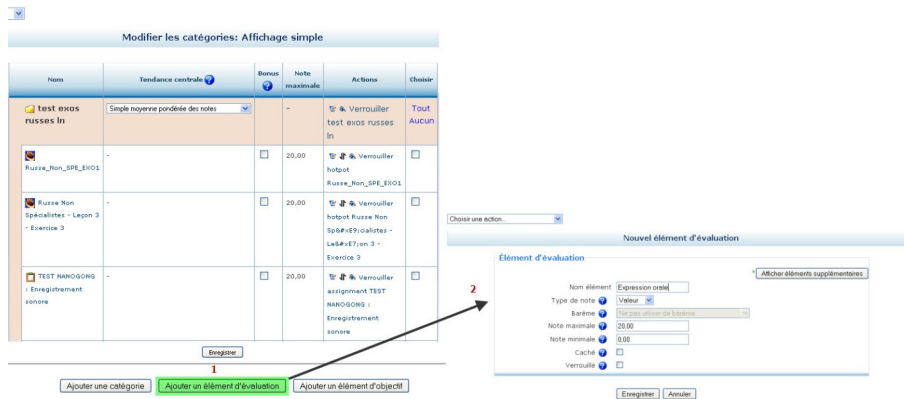 Modifier les catégories: Affichage simple
Nom Tendance centrale Bonus Note maximale Actions Choisir
test exos russes ln
Simple moyenne pondérée des notes
-
Verrouiller test exos russes ln
Tout
Aucun
Russe_Non_SPE_EXO1
-
20,00
Verrouiller hotpot Russe_Non_SPE_EXO1
Russe Non Spécialistes - Leçon 3 - Exercice 3
-
20,00
Verrouiller hotpot Russe Non Sp&#xE9;cialistes - Le&#xE7;on 3 - Exercice 3
TEST NANOGONG : Enregistrement sonore
-
20,00
Verrouiller assignment TEST NANOGONG : Enregistrement sonore
Enregistrer
1
Ajouter une catégorie Ajouter un élément d'évaluation Ajouter un élément d'objectif
Choisir une action...
Nouvel élément d'évaluation
Élément d'évaluation
* Afficher éléments supplémentaires
2
Nom élément Expression orale
Type de note Valeur
Barème Ne pas utiliser de barème
Note maximale 20,00
Note minimale 0,00
Caché
Verrouillé
Enregistrer Annuler